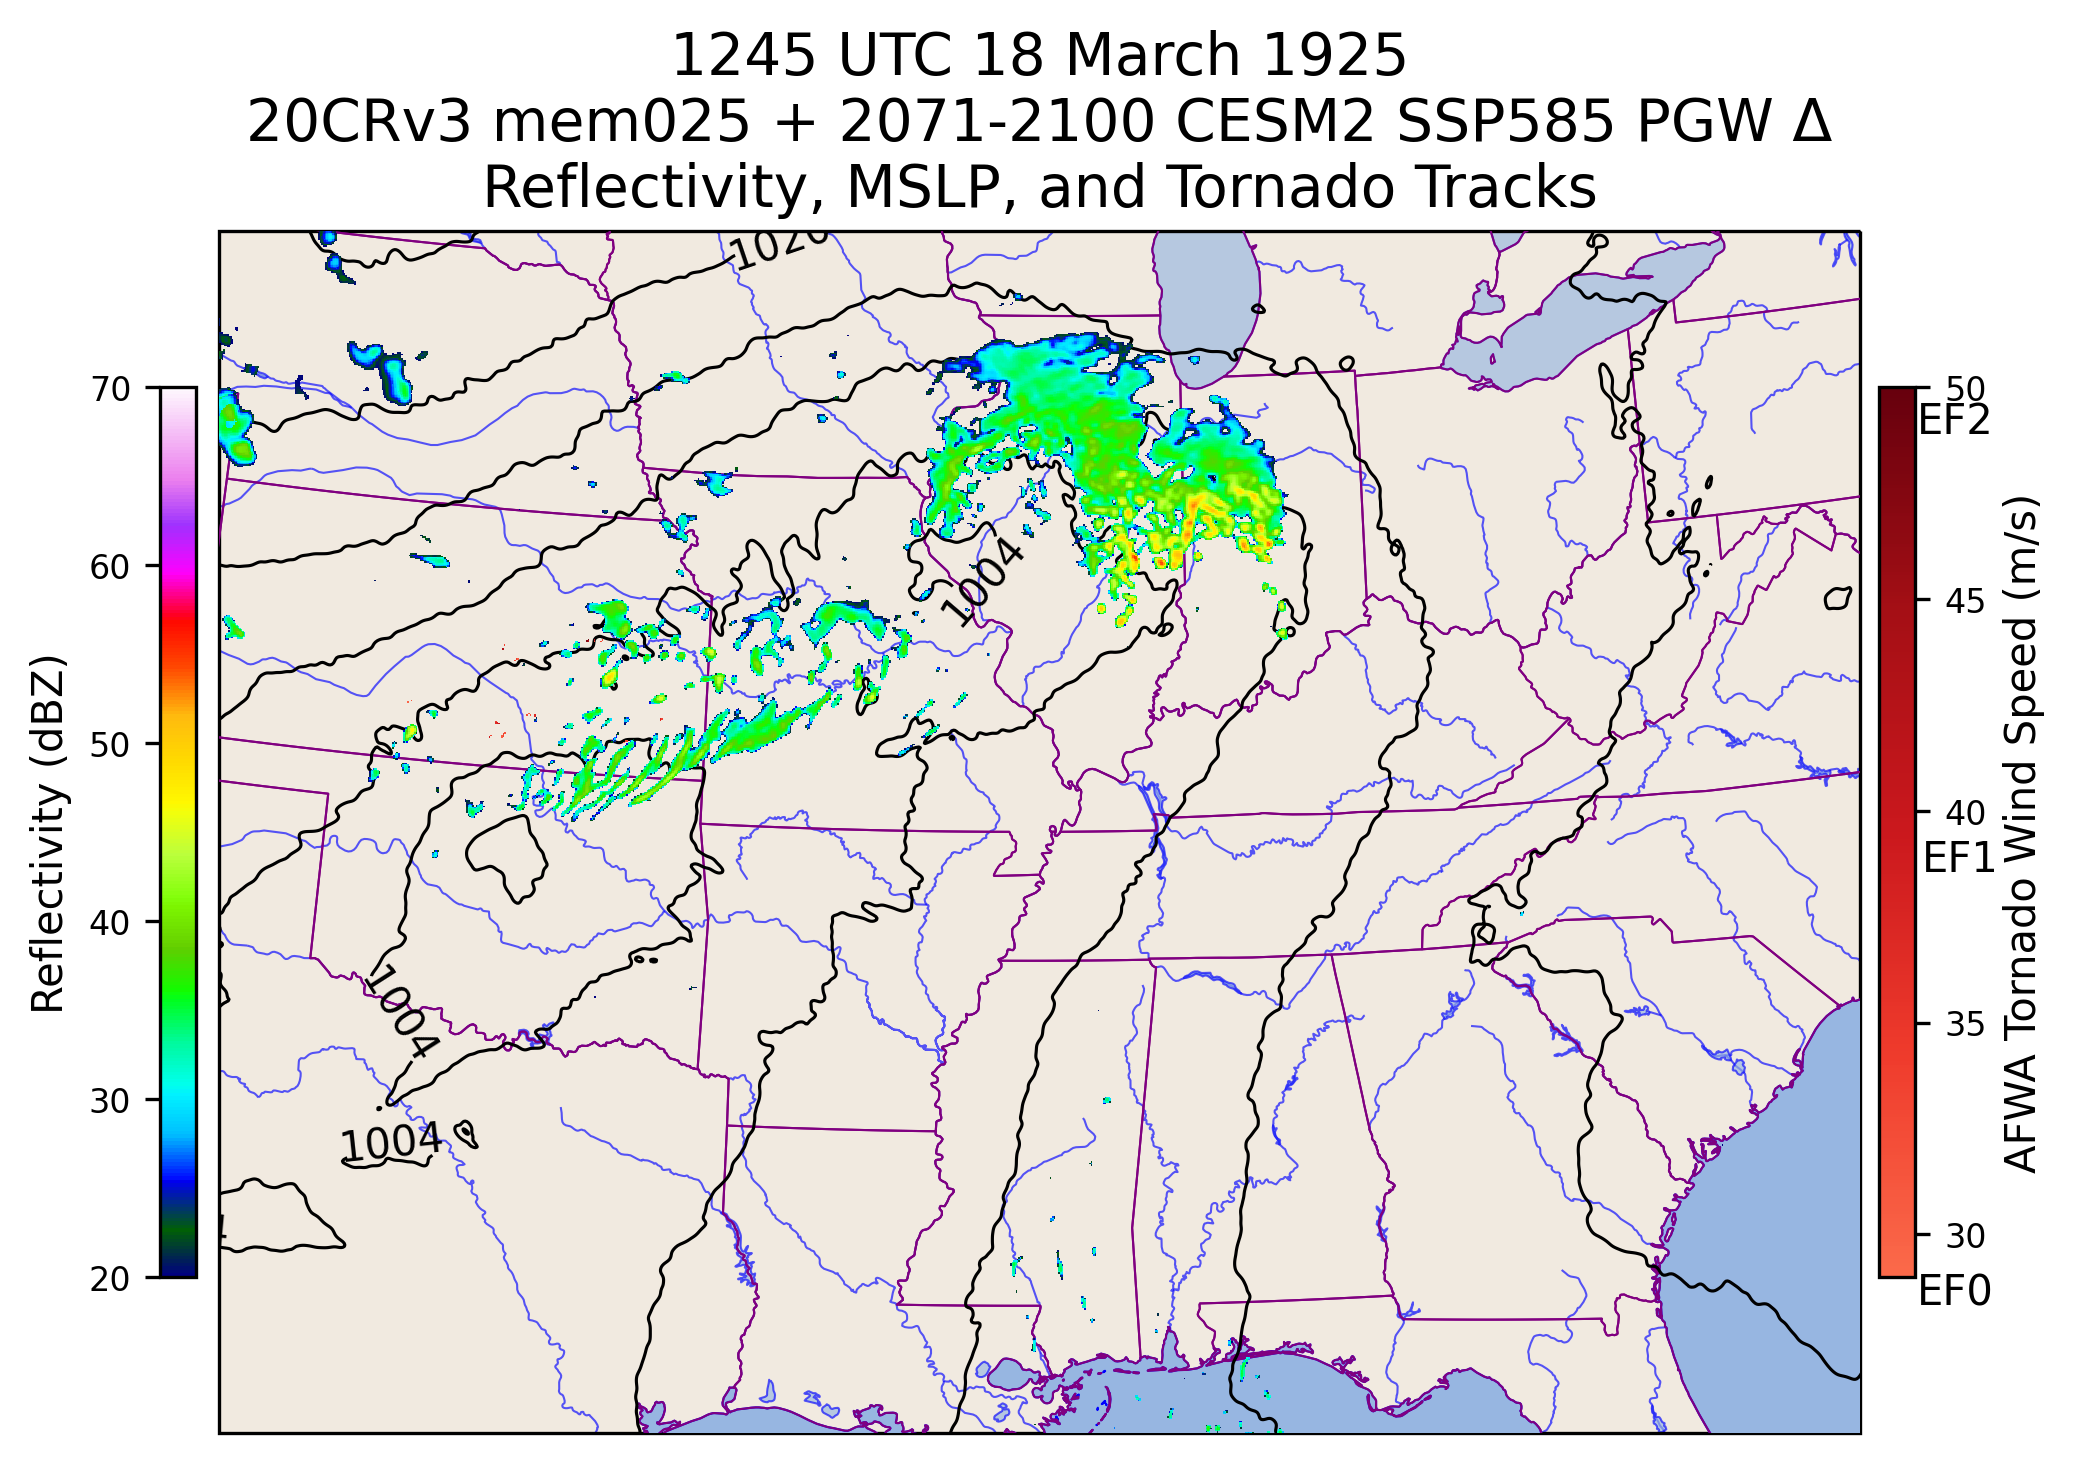 1245 UTC 18 March 1925
20CRv3 mem025 + 2071-2100 CESM2 SSP585 PGW Δ
Reflectivity, MSLP, and Tornado Tracks
1020
1004
1004
1004
70
60
50
40
30
20
Reflectivity (dBZ)
50
EF2
45
40
EF1
35
30
EF0
AFWA Tornado Wind Speed (m/s)